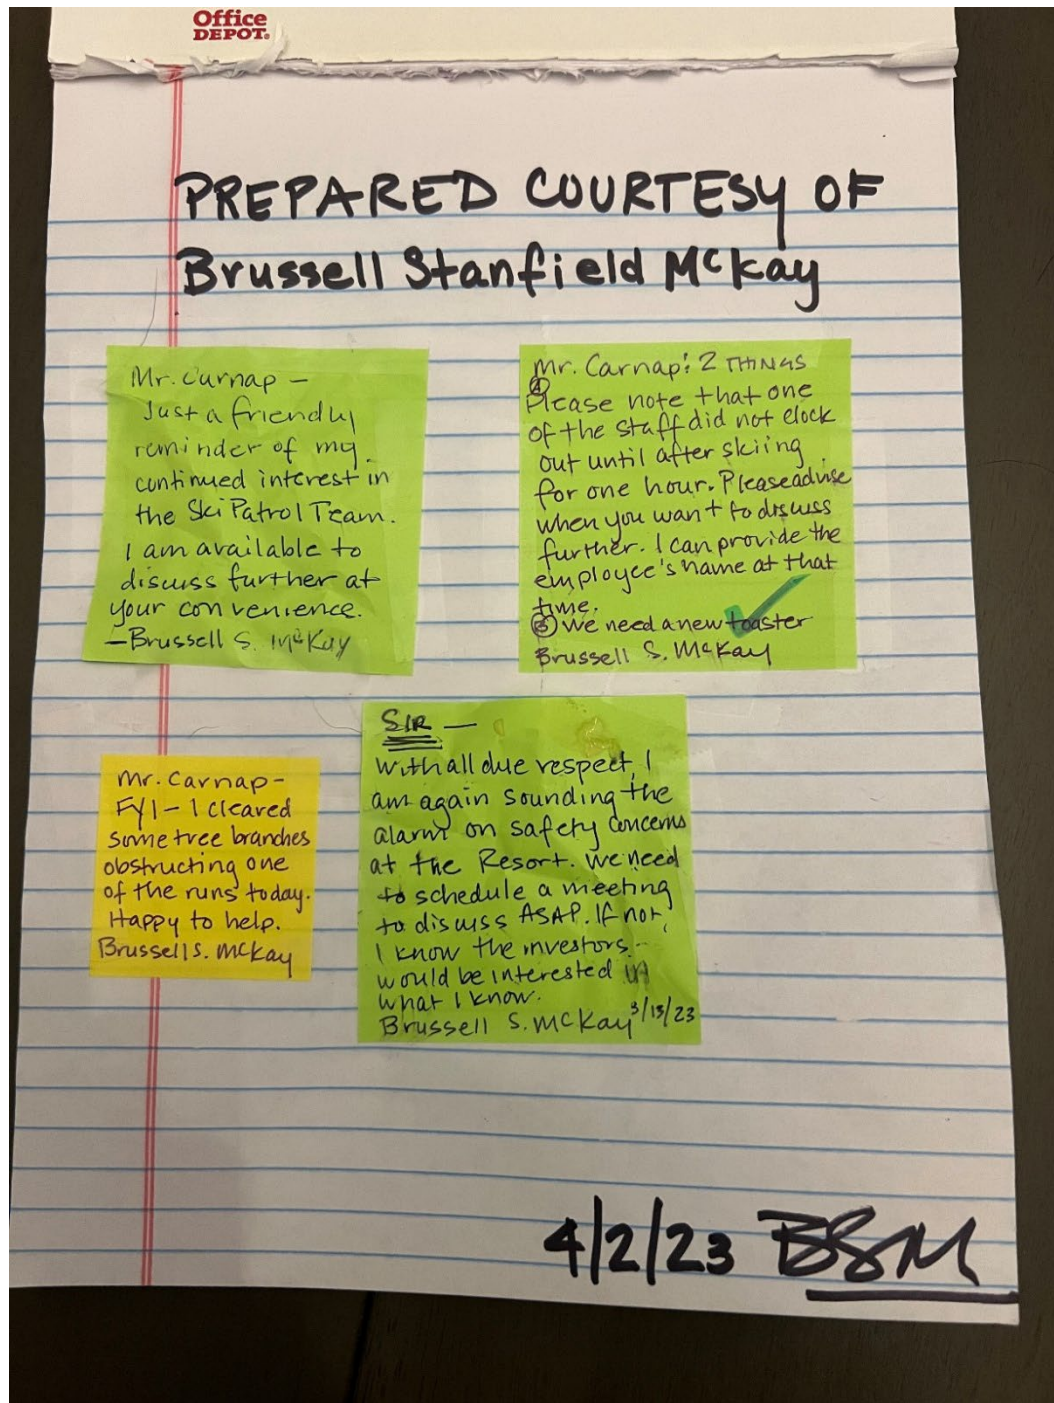 Office
DEPOT.
PREPARED COURTESY OF
Brussell Stanfield McKay
Mr. Carnap –
Just a friendly
reminder of my
continued interest in
the Ski Patrol Team.
I am available to
discuss further at
your convenience.
– Brussell S. McKay
Mr. Carnap: 2 THINGS
Ⓐ
Please note that one
of the staff did not clock
out until after skiing
for one hour. Please advise
when you want to discuss
further. I can provide the
employee's name at that
time.
Ⓑ we need a new toaster
Brussell S. McKay
Mr. Carnap –
FYI – I cleared
some tree branches
obstructing one
of the runs today.
Happy to help.
Brussell S. McKay
SIR —
With all due respect, I
am again sounding the
alarm on safety concerns
at the Resort. We need
to schedule a meeting
to discuss ASAP. If not,
I know the investors
would be interested in
what I know.
Brussell S. McKay 3/13/23
4/2/23 BSM